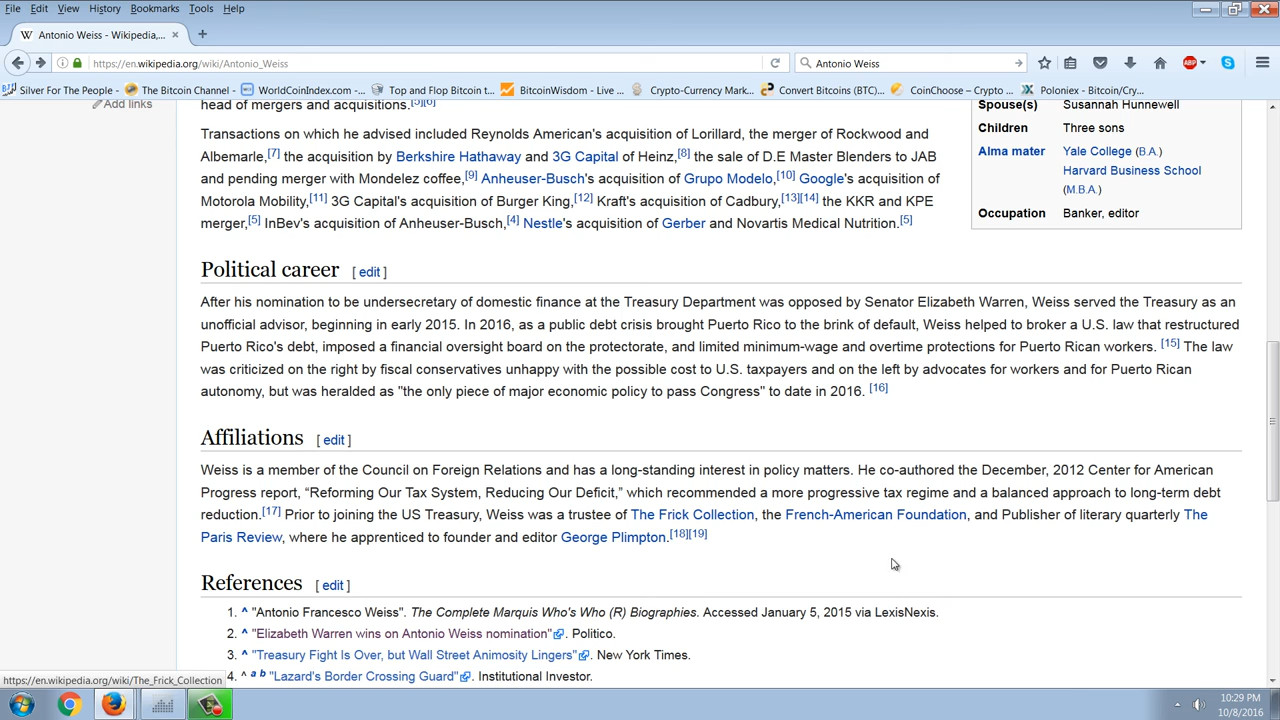 File Edit View History Bookmarks Tools Help
Antonio Weiss - Wikipedia,...
https://en.wikipedia.org/wiki/Antonio_Weiss
Antonio Weiss
ABP
Silver For The People - The Bitcoin Channel - WorldCoinIndex.com -... Top and Flop Bitcoin t... BitcoinWisdom - Live ... Crypto-Currency Mark... Convert Bitcoins (BTC)... CoinChoose – Crypto ... Poloniex - Bitcoin/Cry...
Add links
head of mergers and acquisitions.[5][6]
Transactions on which he advised included Reynolds American's acquisition of Lorillard, the merger of Rockwood and
Albemarle,[7] the acquisition by Berkshire Hathaway and 3G Capital of Heinz,[8] the sale of D.E Master Blenders to JAB
and pending merger with Mondelez coffee,[9] Anheuser-Busch's acquisition of Grupo Modelo,[10] Google's acquisition of
Motorola Mobility,[11] 3G Capital's acquisition of Burger King,[12] Kraft's acquisition of Cadbury,[13][14] the KKR and KPE
merger,[5] InBev's acquisition of Anheuser-Busch,[4] Nestle's acquisition of Gerber and Novartis Medical Nutrition.[5]
Spouse(s) Susannah Hunnewell
Children Three sons
Alma mater Yale College (B.A.)
Harvard Business School
(M.B.A.)
Occupation Banker, editor
Political career [ edit ]
After his nomination to be undersecretary of domestic finance at the Treasury Department was opposed by Senator Elizabeth Warren, Weiss served the Treasury as an
unofficial advisor, beginning in early 2015. In 2016, as a public debt crisis brought Puerto Rico to the brink of default, Weiss helped to broker a U.S. law that restructured
Puerto Rico's debt, imposed a financial oversight board on the protectorate, and limited minimum-wage and overtime protections for Puerto Rican workers. [15] The law
was criticized on the right by fiscal conservatives unhappy with the possible cost to U.S. taxpayers and on the left by advocates for workers and for Puerto Rican
autonomy, but was heralded as "the only piece of major economic policy to pass Congress" to date in 2016. [16]
Affiliations [ edit ]
Weiss is a member of the Council on Foreign Relations and has a long-standing interest in policy matters. He co-authored the December, 2012 Center for American
Progress report, “Reforming Our Tax System, Reducing Our Deficit,” which recommended a more progressive tax regime and a balanced approach to long-term debt
reduction.[17] Prior to joining the US Treasury, Weiss was a trustee of The Frick Collection, the French-American Foundation, and Publisher of literary quarterly The
Paris Review, where he apprenticed to founder and editor George Plimpton.[18][19]
References [ edit ]
1. ^ "Antonio Francesco Weiss". The Complete Marquis Who's Who (R) Biographies. Accessed January 5, 2015 via LexisNexis.
2. ^ "Elizabeth Warren wins on Antonio Weiss nomination". Politico.
3. ^ "Treasury Fight Is Over, but Wall Street Animosity Lingers". New York Times.
4. ^ a b "Lazard's Border Crossing Guard". Institutional Investor.
https://en.wikipedia.org/wiki/The_Frick_Collection
10:29 PM
10/8/2016